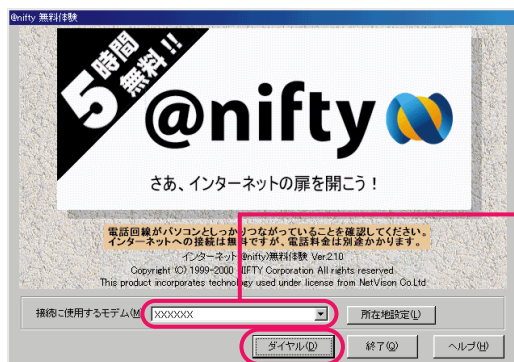 @nifty 無料体験
5時間無料!!
@nifty
さあ、インターネットの扉を開こう！
電話回線がパソコンとしっかりつながっていることを確認してください。
インターネットへの接続は無料ですが、電話料金は別途かかります。
インターネット@nifty無料体験 Ver.2.10
Copyright (C) 1999-2000 NIFTY Corporation All rights reserved
This product incorporates technology used under license from NetVison Co.Ltd
接続に使用するモデム(M) XXXXXX 所在地設定(L)
ダイヤル(D) 終了(Q) ヘルプ(H)